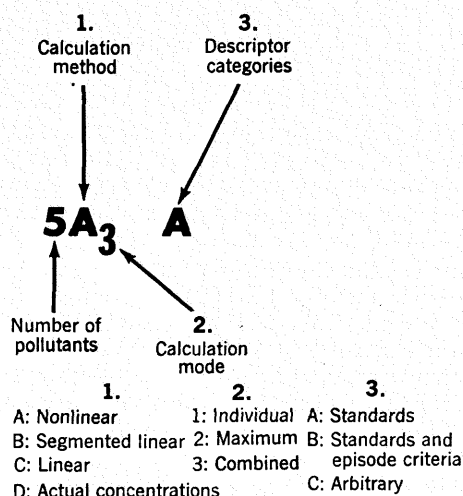 1.
Calculation
method
3.
Descriptor
categories
5A3 A
Number of
pollutants
2.
Calculation
mode
1.
A: Nonlinear
B: Segmented linear
C: Linear
D: Actual concentrations
2.
1: Individual
2: Maximum
3: Combined
3.
A: Standards
B: Standards and
episode criteria
C: Arbitrary